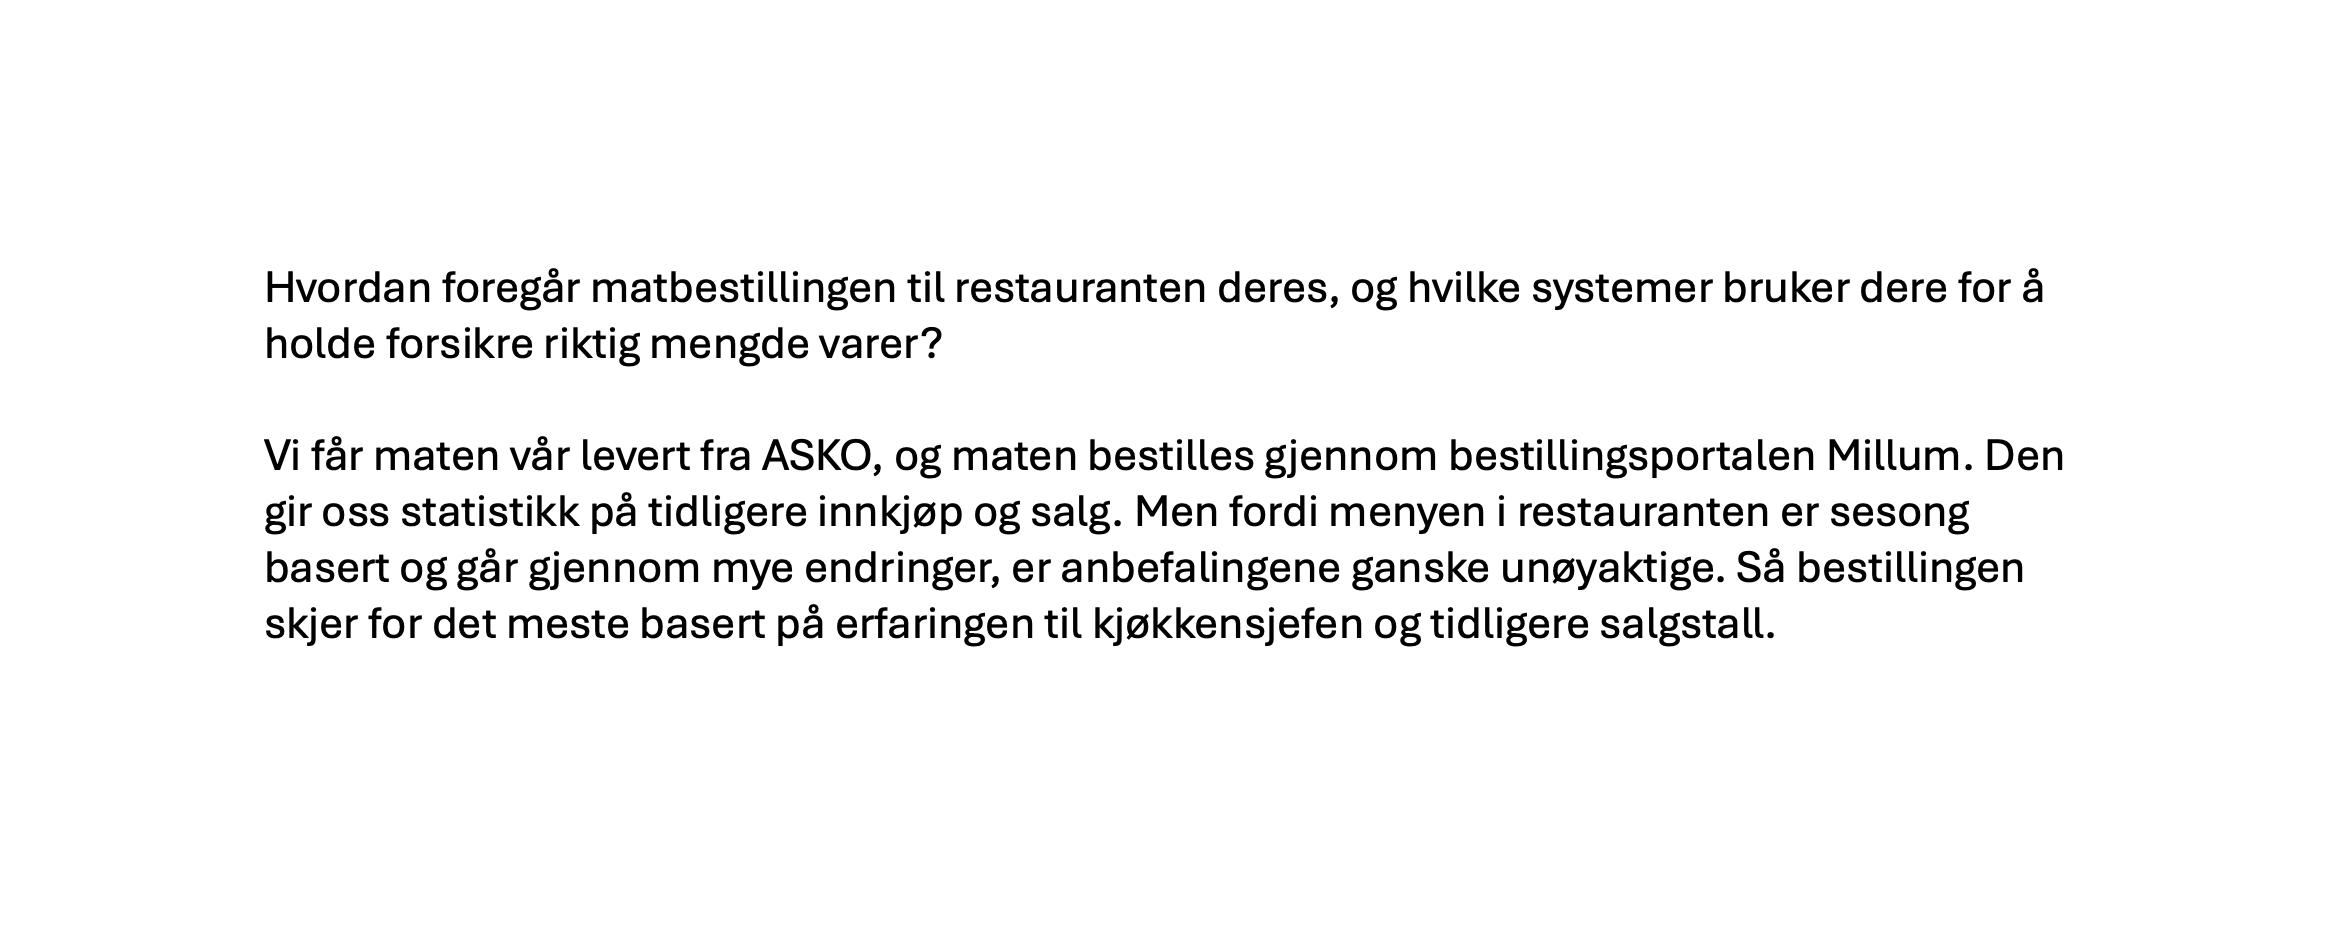 Hvordan foregår matbestillingen til restauranten deres, og hvilke systemer bruker dere for å
holde forsikre riktig mengde varer?
Vi får maten vår levert fra ASKO, og maten bestilles gjennom bestillingsportalen Millum. Den
gir oss statistikk på tidligere innkjøp og salg. Men fordi menyen i restauranten er sesong
basert og går gjennom mye endringer, er anbefalingene ganske unøyaktige. Så bestillingen
skjer for det meste basert på erfaringen til kjøkkensjefen og tidligere salgstall.